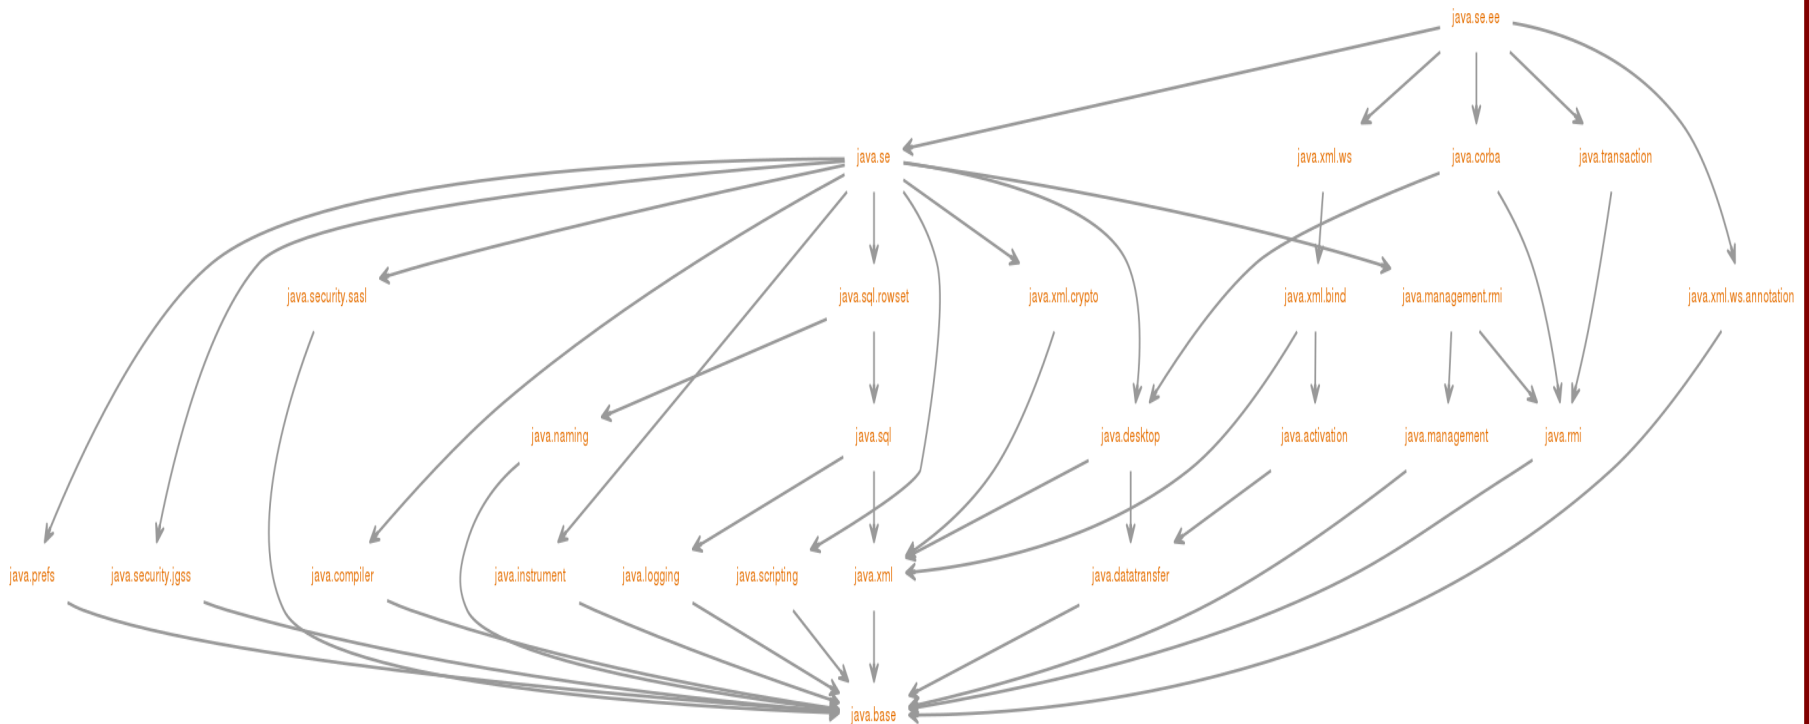 java.se.ee
java.se
java.xml.ws
java.corba
java.transaction
java.security.sasl
java.sql.rowset
java.xml.crypto
java.xml.bind
java.management.rmi
java.xml.ws.annotation
java.naming
java.sql
java.desktop
java.activation
java.management
java.rmi
java.prefs
java.security.jgss
java.compiler
java.instrument
java.logging
java.scripting
java.xml
java.datatransfer
java.base